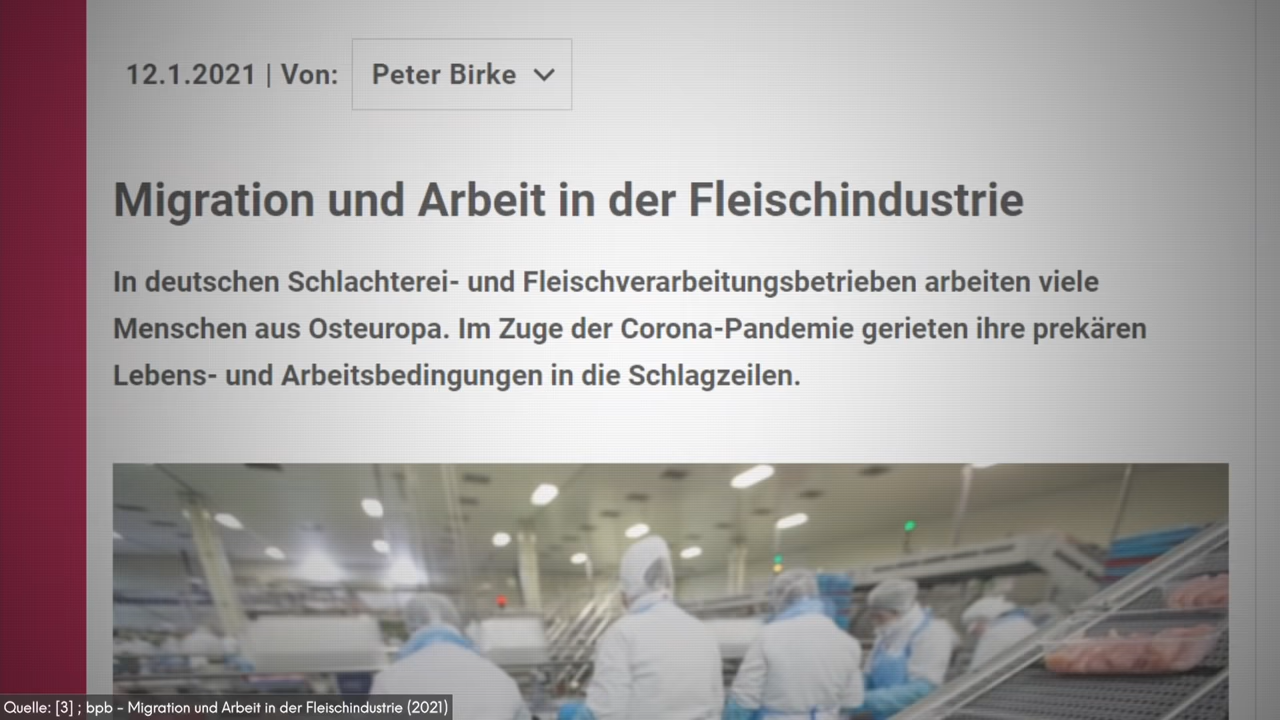 12.1.2021 | Von: Peter Birke
Migration und Arbeit in der Fleischindustrie
In deutschen Schlachterei- und Fleischverarbeitungsbetrieben arbeiten viele
Menschen aus Osteuropa. Im Zuge der Corona-Pandemie gerieten ihre prekären
Lebens- und Arbeitsbedingungen in die Schlagzeilen.
Quelle: [3] ; bpb - Migration und Arbeit in der Fleischindustrie (2021)